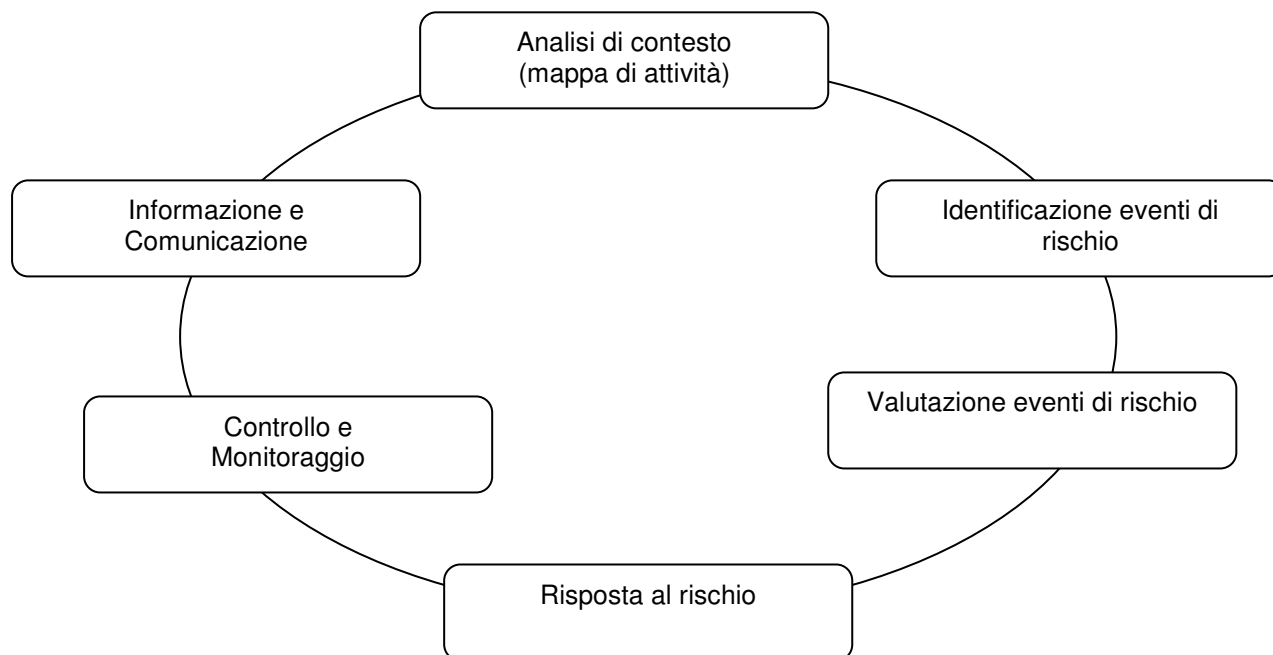 Analisi di contesto
(mappa di attività)
Informazione e
Comunicazione
Identificazione eventi di
rischio
Valutazione eventi di rischio
Controllo e
Monitoraggio
Risposta al rischio